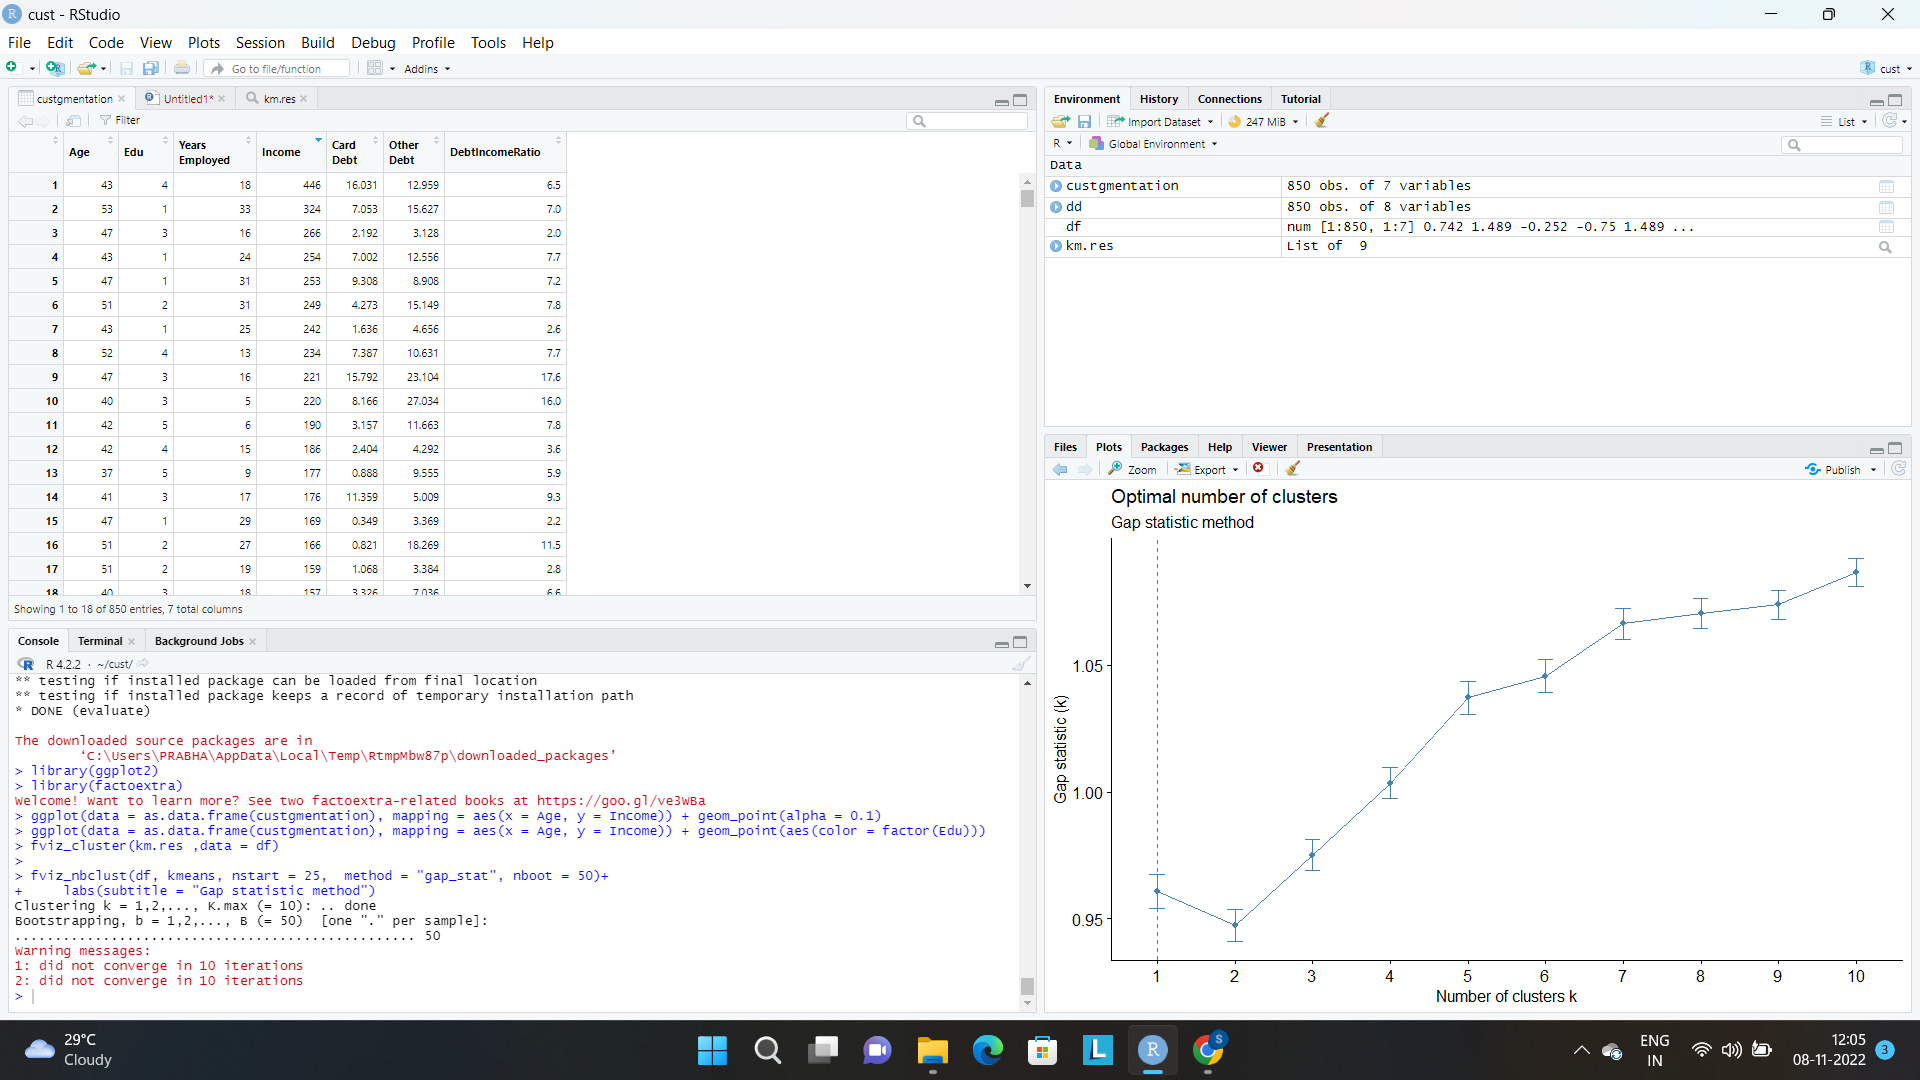 cust - RStudio
File Edit Code View Plots Session Build Debug Profile Tools Help
Go to file/function Addins cust
custgmentation Untitled1* km.res
Filter
Age Edu Years Employed Income Card Debt Other Debt DebtIncomeRatio
1 43 4 18 446 16.031 12.959 6.5
2 53 1 33 324 7.053 15.627 7.0
3 47 3 16 266 2.192 3.128 2.0
4 43 1 24 254 7.002 12.556 7.7
5 47 1 31 253 9.308 8.908 7.2
6 51 2 31 249 4.273 15.149 7.8
7 43 1 25 242 1.636 4.656 2.6
8 52 4 13 234 7.387 10.631 7.7
9 47 3 16 221 15.792 23.104 17.6
10 40 3 5 220 8.166 27.034 16.0
11 42 5 6 190 3.157 11.663 7.8
12 42 4 15 186 2.404 4.292 3.6
13 37 5 9 177 0.888 9.555 5.9
14 41 3 17 176 11.359 5.009 9.3
15 47 1 29 169 0.349 3.369 2.2
16 51 2 27 166 0.821 18.269 11.5
17 51 2 19 159 1.068 3.384 2.8
18 40 3 18 157 3.326 7.036 6.6
Showing 1 to 18 of 850 entries, 7 total columns
Console Terminal Background Jobs
R 4.2.2 · ~/cust/
** testing if installed package can be loaded from final location
** testing if installed package keeps a record of temporary installation path
* DONE (evaluate)
The downloaded source packages are in
‘C:\Users\PRABHA\AppData\Local\Temp\RtmpMbw87p\downloaded_packages’
> library(ggplot2)
> library(factoextra)
Welcome! Want to learn more? See two factoextra-related books at https://goo.gl/ve3WBa
> ggplot(data = as.data.frame(custgmentation), mapping = aes(x = Age, y = Income)) + geom_point(alpha = 0.1)
> ggplot(data = as.data.frame(custgmentation), mapping = aes(x = Age, y = Income)) + geom_point(aes(color = factor(Edu)))
> fviz_cluster(km.res ,data = df)
>
> fviz_nbclust(df, kmeans, nstart = 25,  method = "gap_stat", nboot = 50)+
+     labs(subtitle = "Gap statistic method")
Clustering k = 1,2,..., K.max (= 10): .. done
Bootstrapping, b = 1,2,..., B (= 50)  [one "." per sample]:
.................................................. 50
Warning messages:
1: did not converge in 10 iterations
2: did not converge in 10 iterations
>
Environment History Connections Tutorial
Import Dataset 247 MiB List
R Global Environment
Data
custgmentation 850 obs. of 7 variables
dd 850 obs. of 8 variables
df num [1:850, 1:7] 0.742 1.489 -0.252 -0.75 1.489 ...
km.res List of 9
Files Plots Packages Help Viewer Presentation
Zoom Export Publish
Optimal number of clusters
Gap statistic method
Gap statistic (k)
1.05
1.00
0.95
1 2 3 4 5 6 7 8 9 10
Number of clusters k
29°C
Cloudy
ENG
IN
12:05
08-11-2022
3